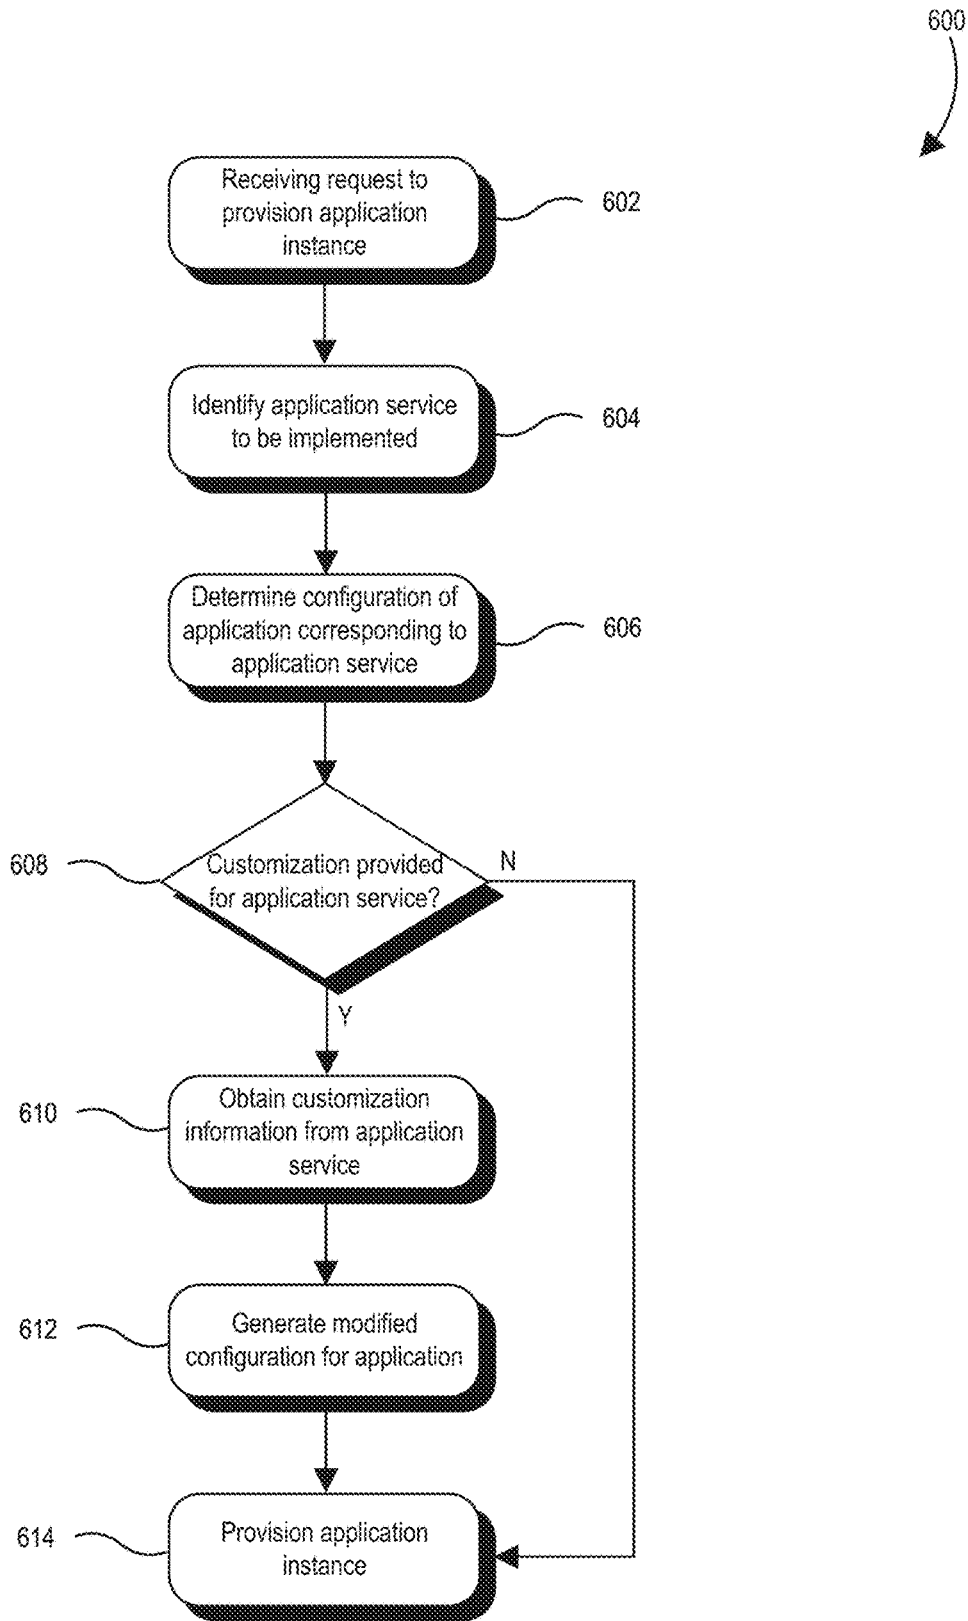 600
Receiving request to
provision application
instance
602
Identify application service
to be implemented
604
Determine configuration of
application corresponding to
application service
606
608
Customization provided
for application service?
N
Y
610
Obtain customization
information from application
service
612
Generate modified
configuration for application
614
Provision application
instance